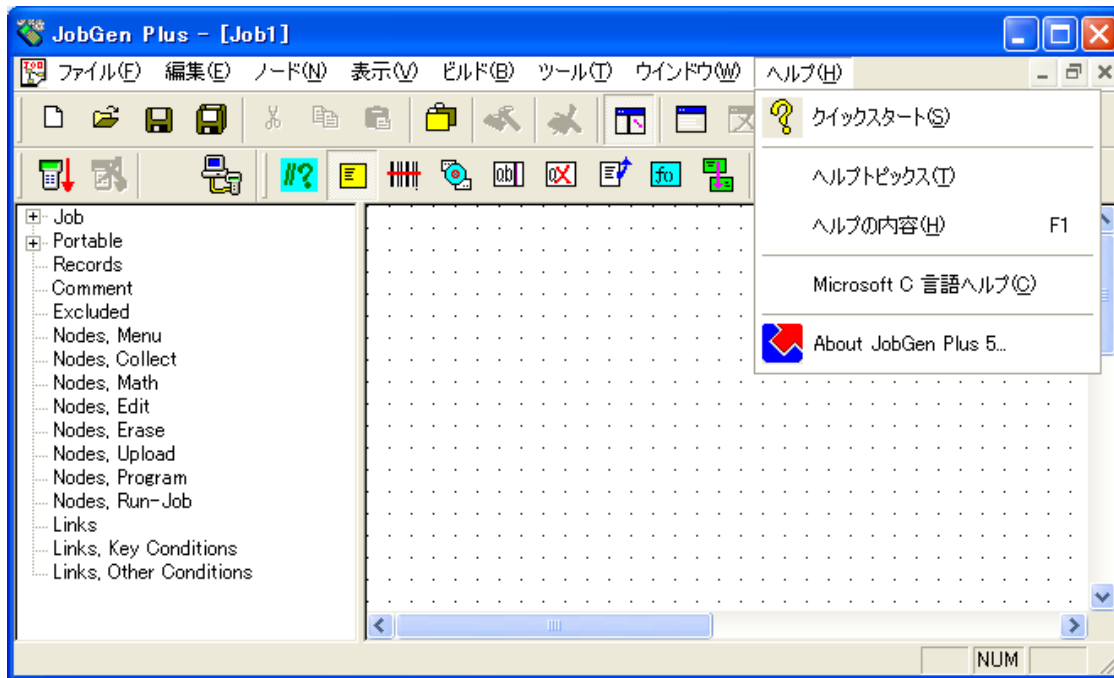 JobGen Plus - [Job1]
ファイル(F) 編集(E) ノード(N) 表示(V) ビルド(B) ツール(T) ウインドウ(W) ヘルプ(H)
クイックスタート(S)
ヘルプトピックス(T)
ヘルプの内容(H) F1
Microsoft C 言語ヘルプ(C)
About JobGen Plus 5...
Job
Portable
Records
Comment
Excluded
Nodes, Menu
Nodes, Collect
Nodes, Math
Nodes, Edit
Nodes, Erase
Nodes, Upload
Nodes, Program
Nodes, Run-Job
Links
Links, Key Conditions
Links, Other Conditions
NUM